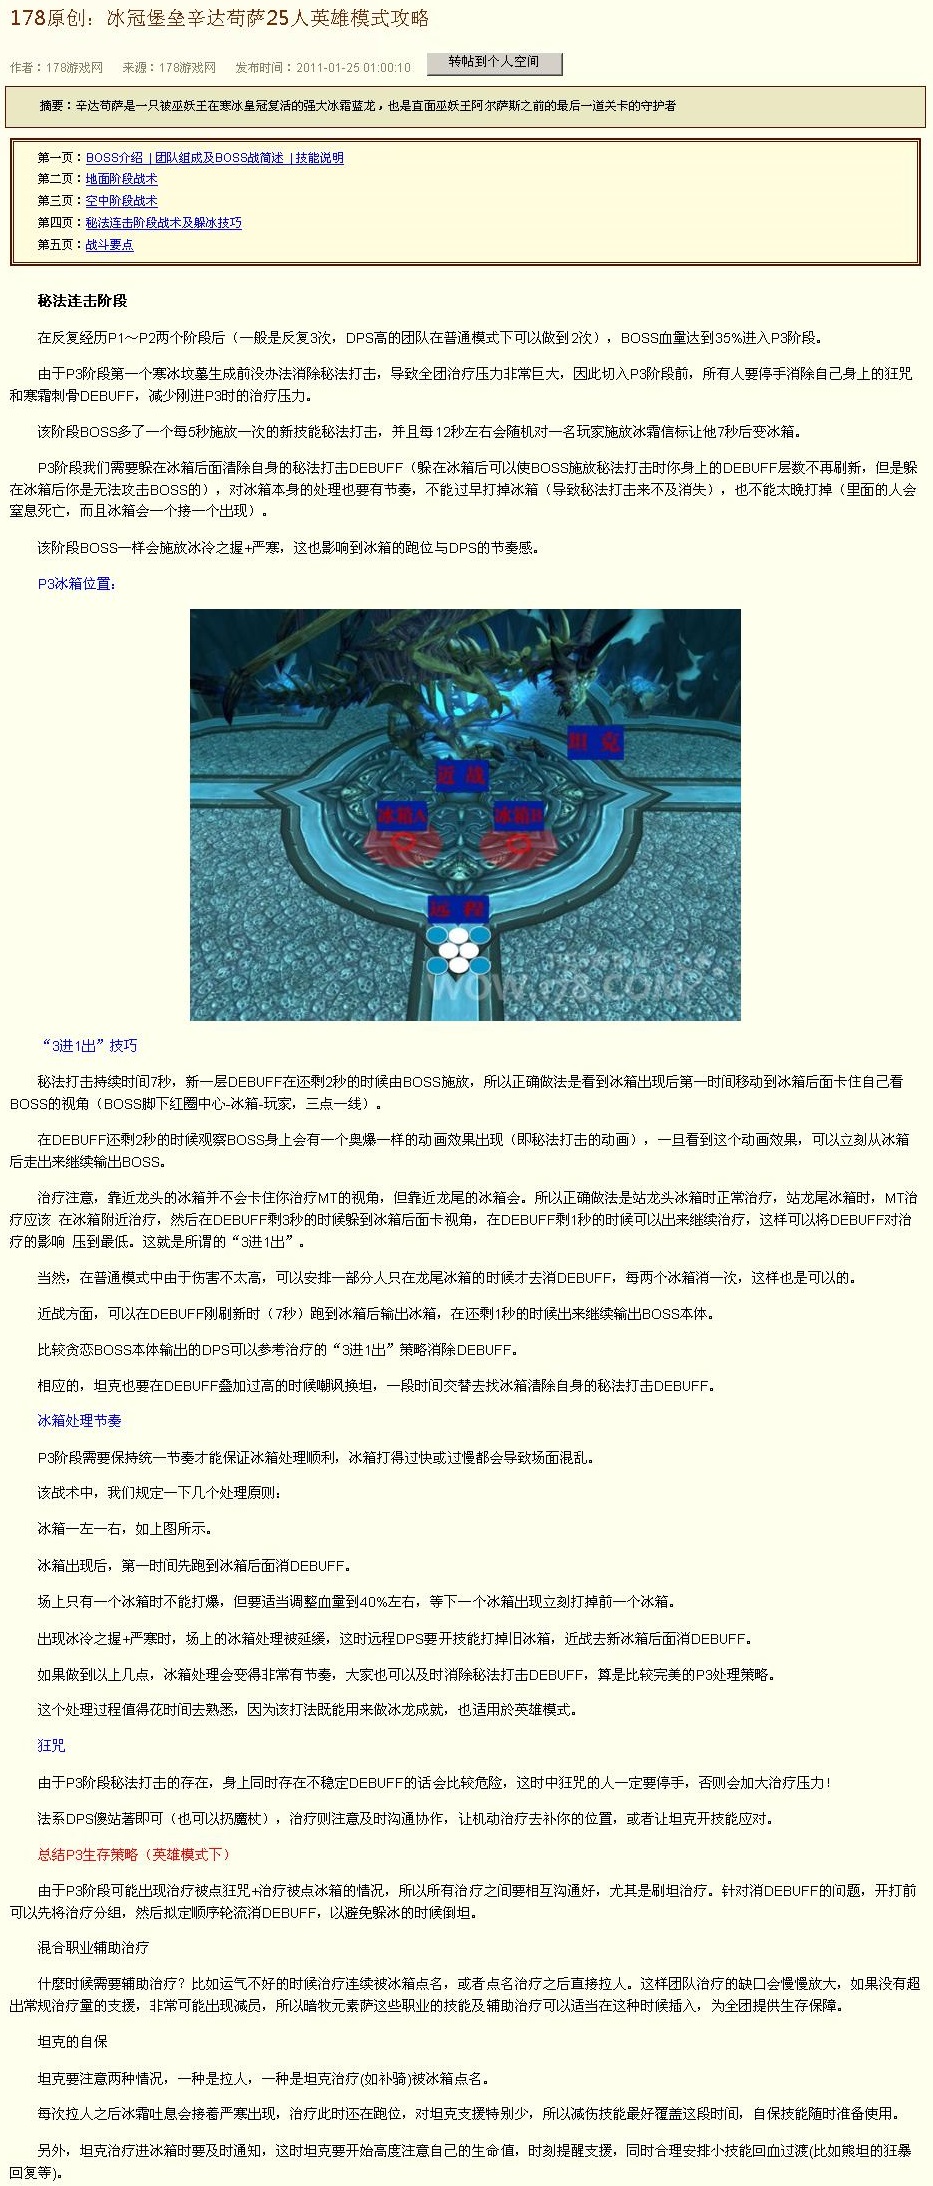 178原创：冰冠堡垒辛达苟萨25人英雄模式攻略
作者：178游戏网 来源：178游戏网 发布时间：2011-01-25 01:00:10 转帖到个人空间
摘要：辛达苟萨是一只被巫妖王在寒冰皇冠复活的强大冰霜蓝龙，也是直面巫妖王阿尔萨斯之前的最后一道关卡的守护者
第一页：BOSS介绍 | 团队组成及BOSS战简述 | 技能说明
第二页：地面阶段战术
第三页：空中阶段战术
第四页：秘法连击阶段战术及躲冰技巧
第五页：战斗要点
秘法连击阶段
在反复经历P1～P2两个阶段后（一般是反复3次，DPS高的团队在普通模式下可以做到2次），BOSS血量达到35%进入P3阶段。
由于P3阶段第一个寒冰坟墓生成前没办法消除秘法打击，导致全团治疗压力非常巨大，因此切入P3阶段前，所有人要停手消除自己身上的狂咒
和寒霜刺骨DEBUFF，减少刚进P3时的治疗压力。
该阶段BOSS多了一个每5秒施放一次的新技能秘法打击，并且每12秒左右会随机对一名玩家施放冰霜信标让他7秒后变冰箱。
P3阶段我们需要躲在冰箱后面清除自身的秘法打击DEBUFF（躲在冰箱后可以使BOSS施放秘法打击时你身上的DEBUFF层数不再刷新，但是躲
在冰箱后你是无法攻击BOSS的），对冰箱本身的处理也要有节奏，不能过早打掉冰箱（导致秘法打击来不及消失），也不能太晚打掉（里面的人会
窒息死亡，而且冰箱会一个接一个出现）。
该阶段BOSS一样会施放冰冷之握+严寒，这也影响到冰箱的跑位与DPS的节奏感。
P3冰箱位置：
坦 克
近 战
冰箱A 冰箱B
远 程
WOW.178.COM
“3进1出”技巧
秘法打击持续时间7秒，新一层DEBUFF在还剩2秒的时候由BOSS施放，所以正确做法是看到冰箱出现后第一时间移动到冰箱后面卡住自己看
BOSS的视角（BOSS脚下红圈中心-冰箱-玩家，三点一线）。
在DEBUFF还剩2秒的时候观察BOSS身上会有一个奥爆一样的动画效果出现（即秘法打击的动画），一旦看到这个动画效果，可以立刻从冰箱
后走出来继续输出BOSS。
治疗注意，靠近龙头的冰箱并不会卡住你治疗MT的视角，但靠近龙尾的冰箱会。所以正确做法是站龙头冰箱时正常治疗，站龙尾冰箱时，MT治
疗应该 在冰箱附近治疗，然后在DEBUFF剩3秒的时候躲到冰箱后面卡视角，在DEBUFF剩1秒的时候可以出来继续治疗，这样可以将DEBUFF对治
疗的影响 压到最低。这就是所谓的“3进1出”。
当然，在普通模式中由于伤害不太高，可以安排一部分人只在龙尾冰箱的时候才去消DEBUFF，每两个冰箱消一次，这样也是可以的。
近战方面，可以在DEBUFF刚刷新时（7秒）跑到冰箱后输出冰箱，在还剩1秒的时候出来继续输出BOSS本体。
比较贪恋BOSS本体输出的DPS可以参考治疗的“3进1出”策略消除DEBUFF。
相应的，坦克也要在DEBUFF叠加过高的时候嘲讽换坦，一段时间交替去找冰箱清除自身的秘法打击DEBUFF。
冰箱处理节奏
P3阶段需要保持统一节奏才能保证冰箱处理顺利，冰箱打得过快或过慢都会导致场面混乱。
该战术中，我们规定一下几个处理原则：
冰箱一左一右，如上图所示。
冰箱出现后，第一时间先跑到冰箱后面消DEBUFF。
场上只有一个冰箱时不能打爆，但要适当调整血量到40%左右，等下一个冰箱出现立刻打掉前一个冰箱。
出现冰冷之握+严寒时，场上的冰箱处理被延缓，这时远程DPS要开技能打掉旧冰箱，近战去新冰箱后面消DEBUFF。
如果做到以上几点，冰箱处理会变得非常有节奏，大家也可以及时消除秘法打击DEBUFF，算是比较完美的P3处理策略。
这个处理过程值得花时间去熟悉，因为该打法既能用来做冰龙成就，也适用於英雄模式。
狂咒
由于P3阶段秘法打击的存在，身上同时存在不稳定DEBUFF的话会比较危险，这时中狂咒的人一定要停手，否则会加大治疗压力！
法系DPS傻站著即可（也可以扔魔杖），治疗则注意及时沟通协作，让机动治疗去补你的位置，或者让坦克开技能应对。
总结P3生存策略（英雄模式下）
由于P3阶段可能出现治疗被点狂咒+治疗被点冰箱的情况，所以所有治疗之间要相互沟通好，尤其是刷坦治疗。针对消DEBUFF的问题，开打前
可以先将治疗分组，然后拟定顺序轮流消DEBUFF，以避免躲冰的时候倒坦。
混合职业辅助治疗
什麽时候需要辅助治疗？比如运气不好的时候治疗连续被冰箱点名，或者点名治疗之后直接拉人。这样团队治疗的缺口会慢慢放大，如果没有超
出常规治疗量的支援，非常可能出现减员，所以暗牧元素萨这些职业的技能及辅助治疗可以适当在这种时候插入，为全团提供生存保障。
坦克的自保
坦克要注意两种情况，一种是拉人，一种是坦克治疗(如补骑)被冰箱点名。
每次拉人之后冰霜吐息会接着严寒出现，治疗此时还在跑位，对坦克支援特别少，所以减伤技能最好覆盖这段时间，自保技能随时准备使用。
另外，坦克治疗进冰箱时要及时通知，这时坦克要开始高度注意自己的生命值，时刻提醒支援，同时合理安排小技能回血过渡(比如熊坦的狂暴
回复等)。